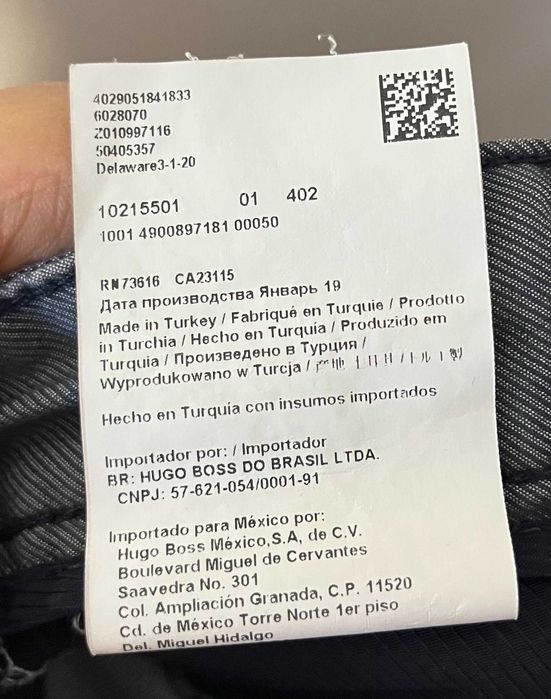 4029051841833
6028070
Z010997116
50405357
Delaware3-1-20
10215501 01 402
1001 4900897181 00050
RN73616 CA23115
Дата производства Январь 19
Made in Turkey / Fabriqué en Turquie / Prodotto
in Turchia / Hecho en Turquía / Produzido em
Turquia / Произведено в Турции /
Wyprodukowano w Turcja /
Hecho en Turquía con insumos importados
Importador por: / Importador
BR: HUGO BOSS DO BRASIL LTDA.
CNPJ: 57-621-054/0001-91
Importado para México por:
Hugo Boss México,S.A, de C.V.
Boulevard Miguel de Cervantes
Saavedra No. 301
Col. Ampliación Granada, C.P. 11520
Cd. de México Torre Norte 1er piso
Del. Miguel Hidalgo